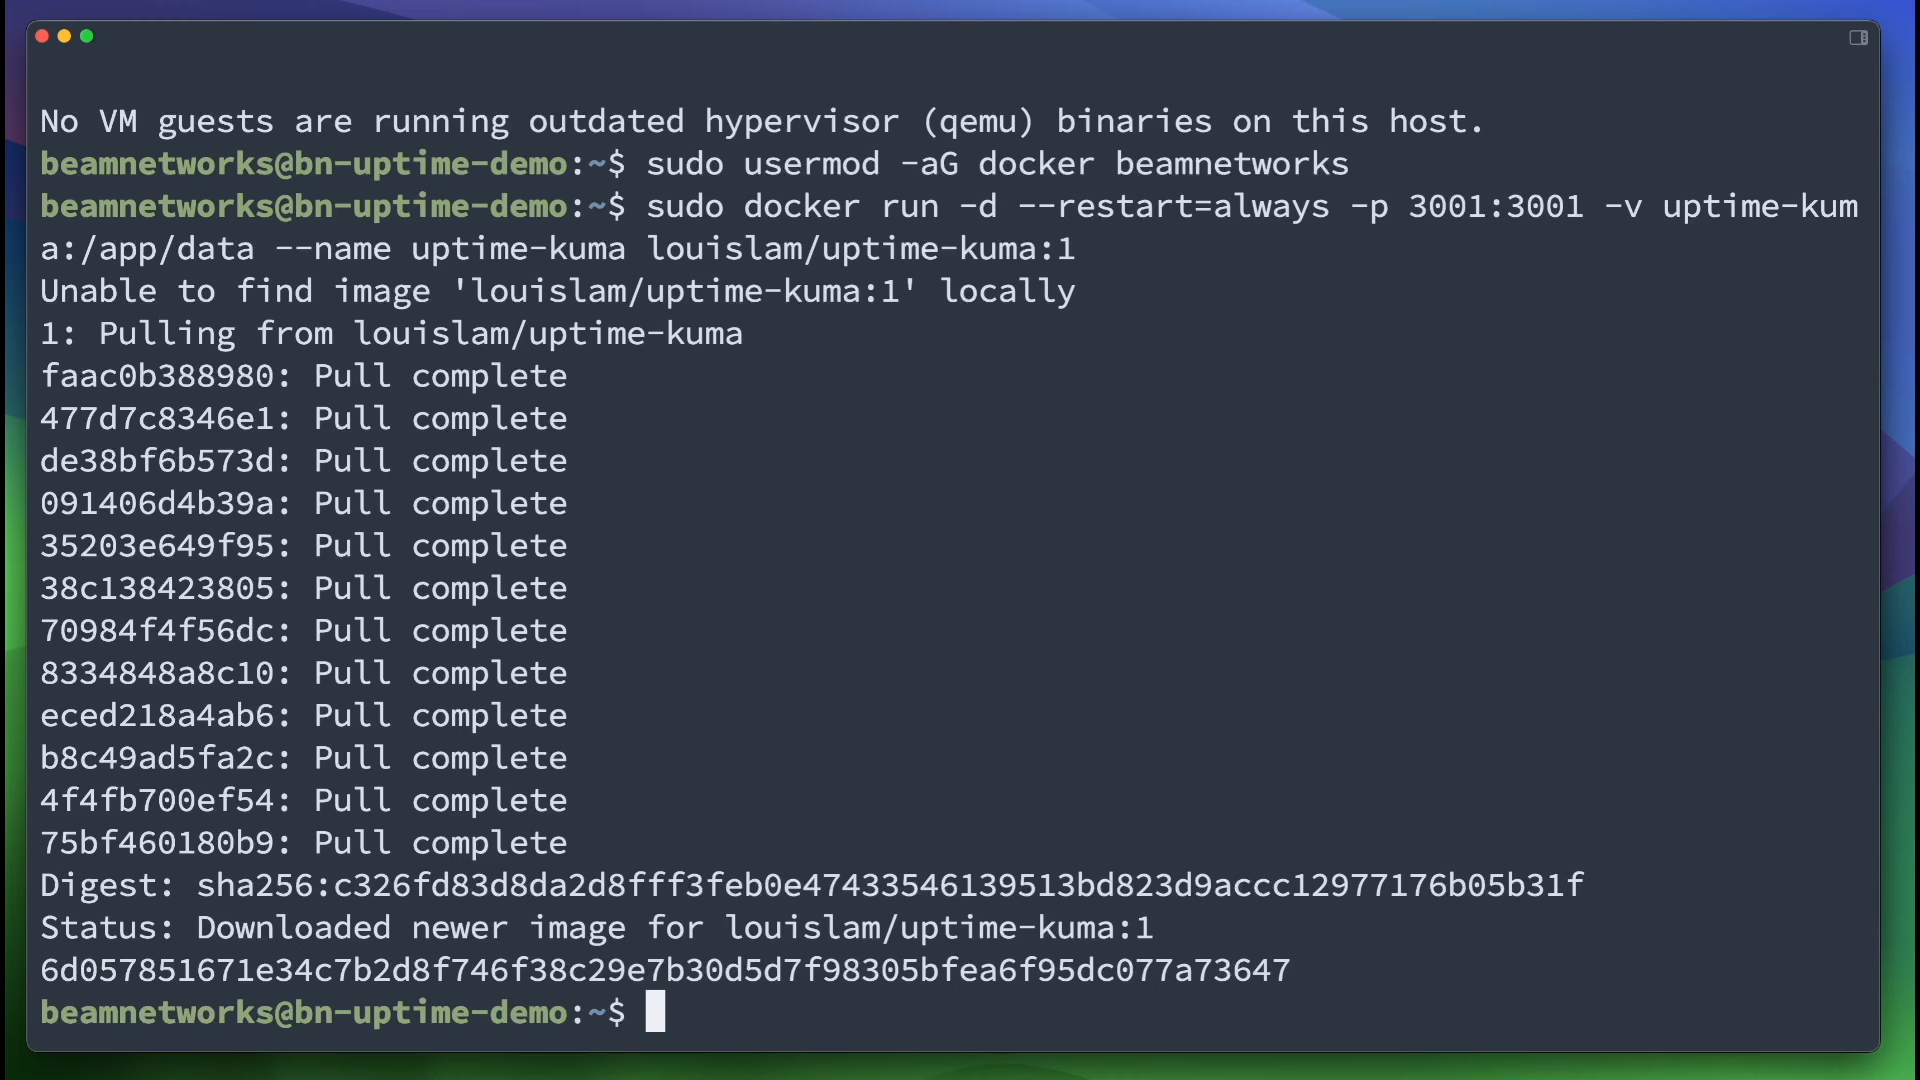 No VM guests are running outdated hypervisor (qemu) binaries on this host.
beamnetworks@bn-uptime-demo:~$ sudo usermod -aG docker beamnetworks
beamnetworks@bn-uptime-demo:~$ sudo docker run -d --restart=always -p 3001:3001 -v uptime-kum
a:/app/data --name uptime-kuma louislam/uptime-kuma:1
Unable to find image 'louislam/uptime-kuma:1' locally
1: Pulling from louislam/uptime-kuma
faac0b388980: Pull complete
477d7c8346e1: Pull complete
de38bf6b573d: Pull complete
091406d4b39a: Pull complete
35203e649f95: Pull complete
38c138423805: Pull complete
70984f4f56dc: Pull complete
8334848a8c10: Pull complete
eced218a4ab6: Pull complete
b8c49ad5fa2c: Pull complete
4f4fb700ef54: Pull complete
75bf460180b9: Pull complete
Digest: sha256:c326fd83d8da2d8fff3feb0e47433546139513bd823d9accc12977176b05b31f
Status: Downloaded newer image for louislam/uptime-kuma:1
6d057851671e34c7b2d8f746f38c29e7b30d5d7f98305bfea6f95dc077a73647
beamnetworks@bn-uptime-demo:~$